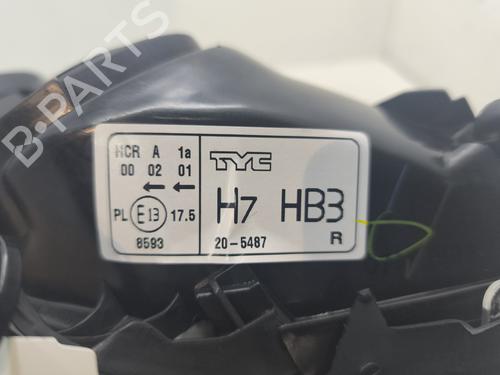 B-PARTS
HCR A 1a
00 02 01
← ←
PL E13 17.5
8593
TYC
H7 HB3
20-5487
R